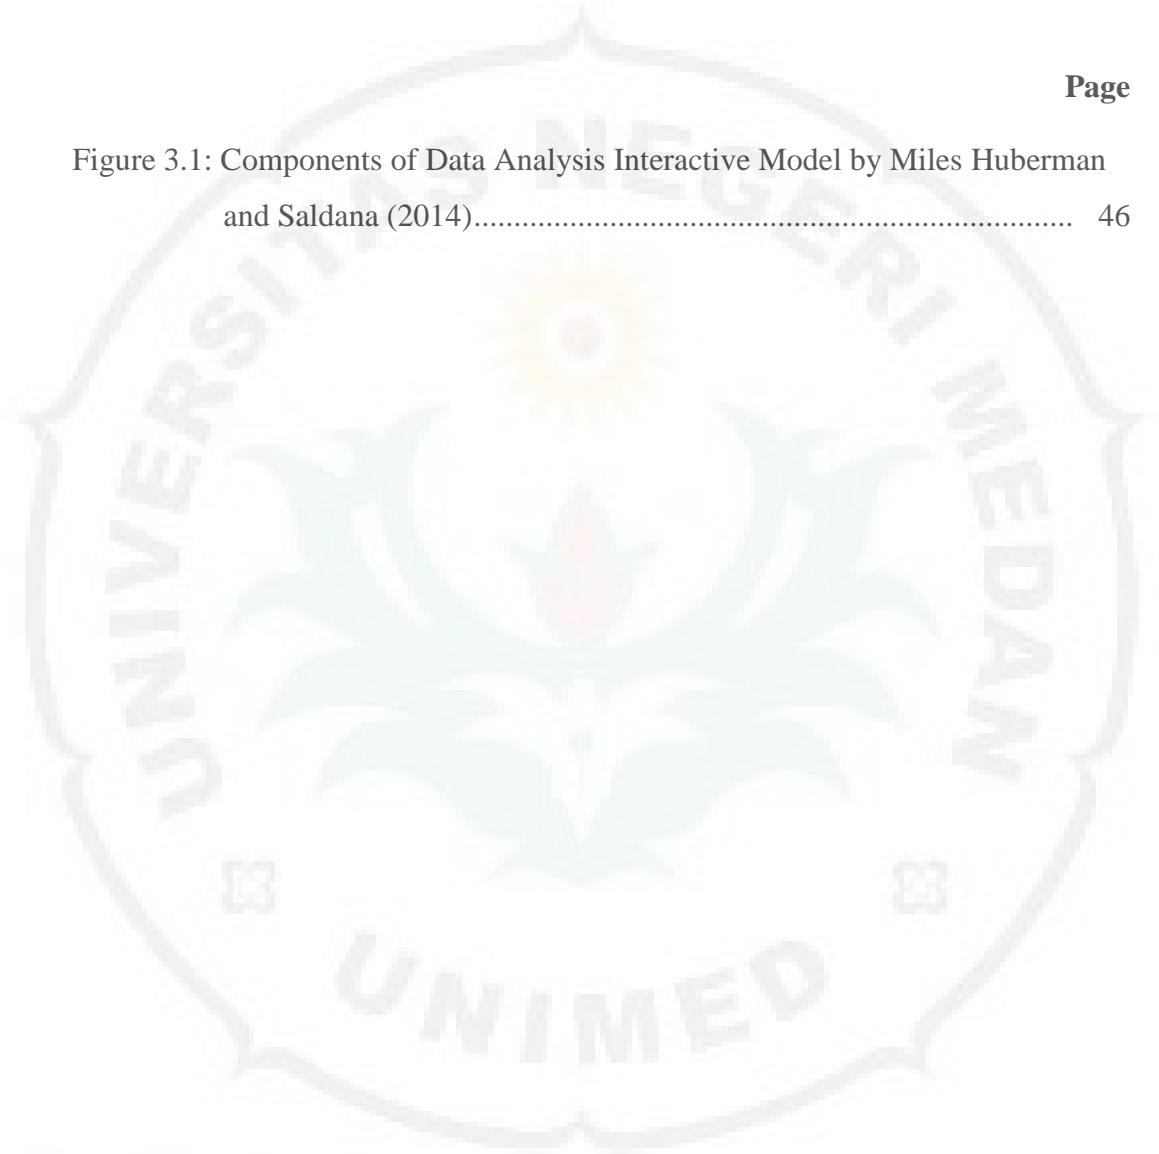 Page
Figure 3.1: Components of Data Analysis Interactive Model by Miles Huberman
and Saldana (2014)............................................................... 46
UNIVERSITAS NEGERI MEDAN
UNIMED